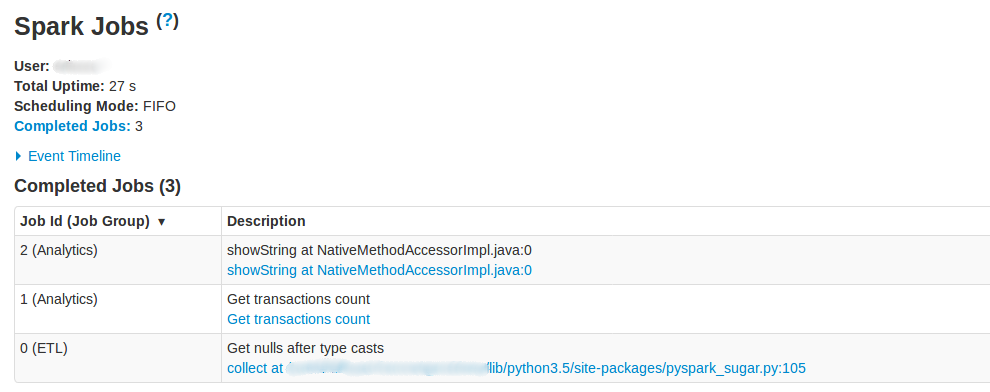 Spark Jobs (?)
User:
Total Uptime: 27 s
Scheduling Mode: FIFO
Completed Jobs: 3
Event Timeline
Completed Jobs (3)
Job Id (Job Group) ▼ Description
2 (Analytics) showString at NativeMethodAccessorImpl.java:0
showString at NativeMethodAccessorImpl.java:0
1 (Analytics) Get transactions count
Get transactions count
0 (ETL) Get nulls after type casts
collect at /lib/python3.5/site-packages/pyspark_sugar.py:105